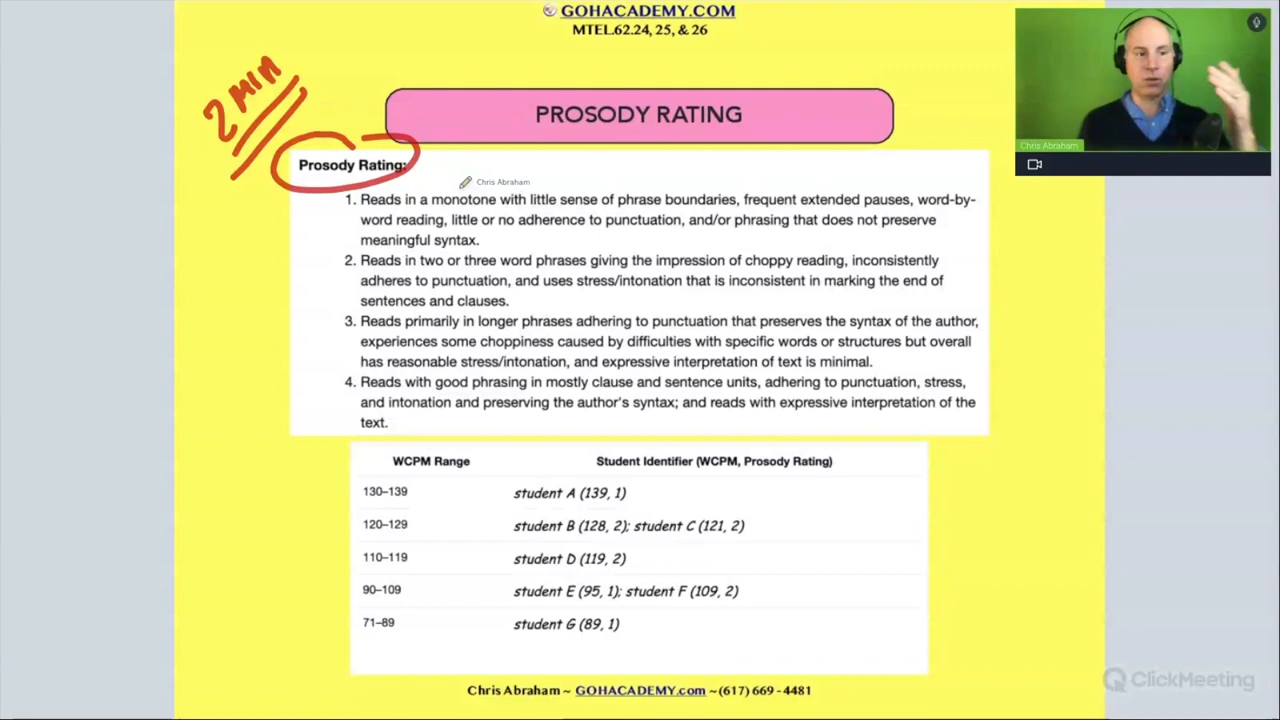 GOHACADEMY.COM
MTEL.62.24, 25, & 26
2 MIN
PROSODY RATING
Chris Abraham
Prosody Rating:
Chris Abraham
1. Reads in a monotone with little sense of phrase boundaries, frequent extended pauses, word-by-
word reading, little or no adherence to punctuation, and/or phrasing that does not preserve
meaningful syntax.
2. Reads in two or three word phrases giving the impression of choppy reading, inconsistently
adheres to punctuation, and uses stress/intonation that is inconsistent in marking the end of
sentences and clauses.
3. Reads primarily in longer phrases adhering to punctuation that preserves the syntax of the author,
experiences some choppiness caused by difficulties with specific words or structures but overall
has reasonable stress/intonation, and expressive interpretation of text is minimal.
4. Reads with good phrasing in mostly clause and sentence units, adhering to punctuation, stress,
and intonation and preserving the author's syntax; and reads with expressive interpretation of the
text.
WCPM Range Student Identifier (WCPM, Prosody Rating)
130–139 student A (139, 1)
120–129 student B (128, 2); student C (121, 2)
110–119 student D (119, 2)
90–109 student E (95, 1); student F (109, 2)
71–89 student G (89, 1)
ClickMeeting
Chris Abraham ~ GOHACADEMY.com ~(617) 669 - 4481